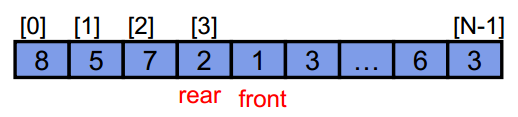 [0] [1] [2] [3] [N-1]
8 5 7 2 1 3 ... 6 3
rear front